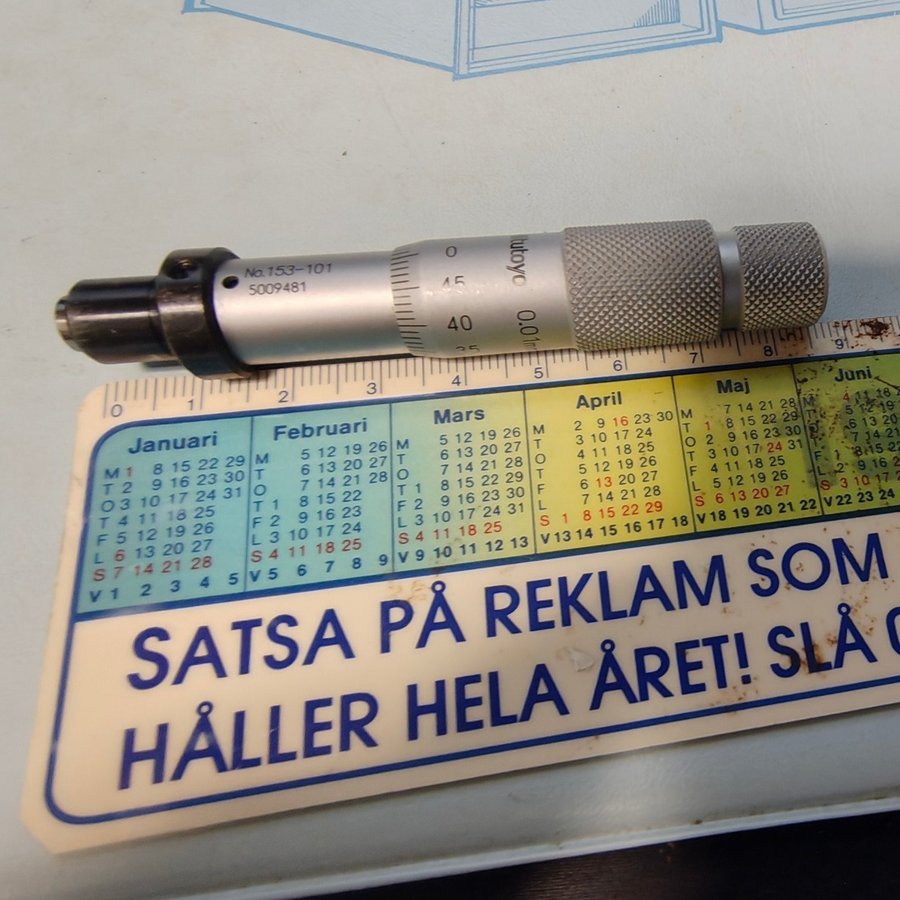 No.153-101
5009481
0
45
40
35
0.01
0 1 2 3 4 5 6 7 8 9
Januari
M 1 8 15 22 29
T 2 9 16 23 30
O 3 10 17 24 31
T 4 11 18 25
F 5 12 19 26
L 6 13 20 27
S 7 14 21 28
V 1 2 3 4 5
Februari
M 5 12 19 26
T 6 13 20 27
O 7 14 21 28
T 1 8 15 22
F 2 9 16 23
L 3 10 17 24
S 4 11 18 25
V 5 6 7 8 9
Mars
M 5 12 19 26
T 6 13 20 27
O 7 14 21 28
T 1 8 15 22 29
F 2 9 16 23 30
L 3 10 17 24 31
S 4 11 18 25
V 9 10 11 12 13
April
M 2 9 16 23 30
T 3 10 17 24
O 4 11 18 25
T 5 12 19 26
F 6 13 20 27
L 7 14 21 28
S 1 8 15 22 29
V 13 14 15 16 17 18
Maj
M 7 14 21 28
T 1 8 15 22 29
O 2 9 16 23 30
T 3 10 17 24 31
F 4 11 18 25
L 5 12 19 26
S 6 13 20 27
V 18 19 20 21 22
Juni
S 3 10 17
V 22 23 24
SATSA PÅ REKLAM SOM
HÅLLER HELA ÅRET! SLÅ